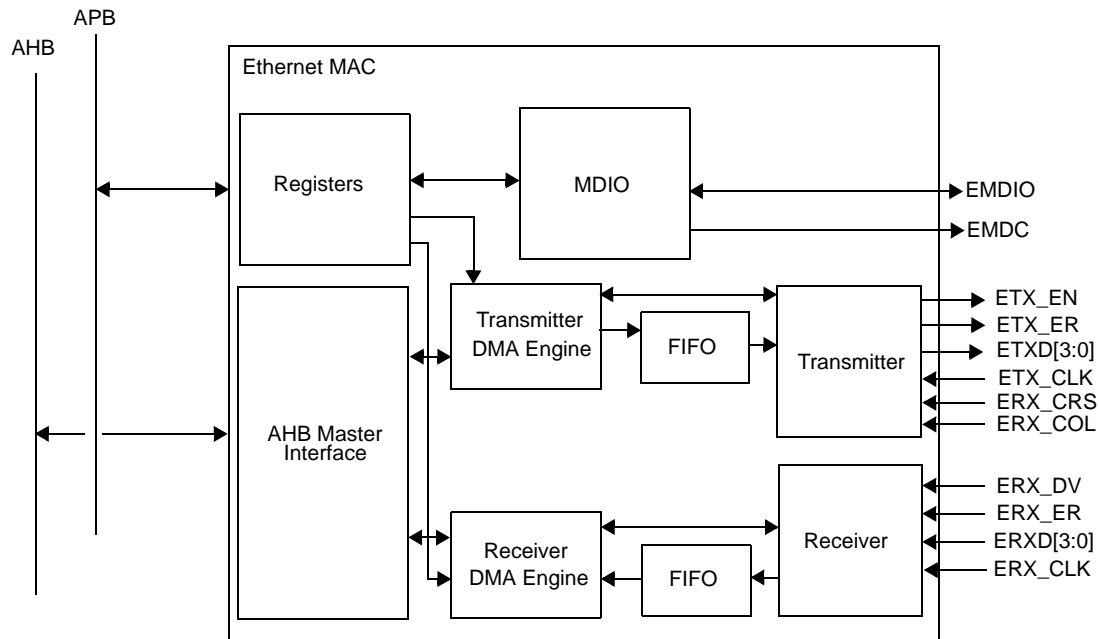 APB
AHB
Ethernet MAC
Registers
MDIO
EMDIO
EMDC
Transmitter
DMA Engine
FIFO
Transmitter
ETX_EN
ETX_ER
ETXD[3:0]
ETX_CLK
ERX_CRS
ERX_COL
AHB Master
Interface
Receiver
DMA Engine
FIFO
Receiver
ERX_DV
ERX_ER
ERXD[3:0]
ERX_CLK